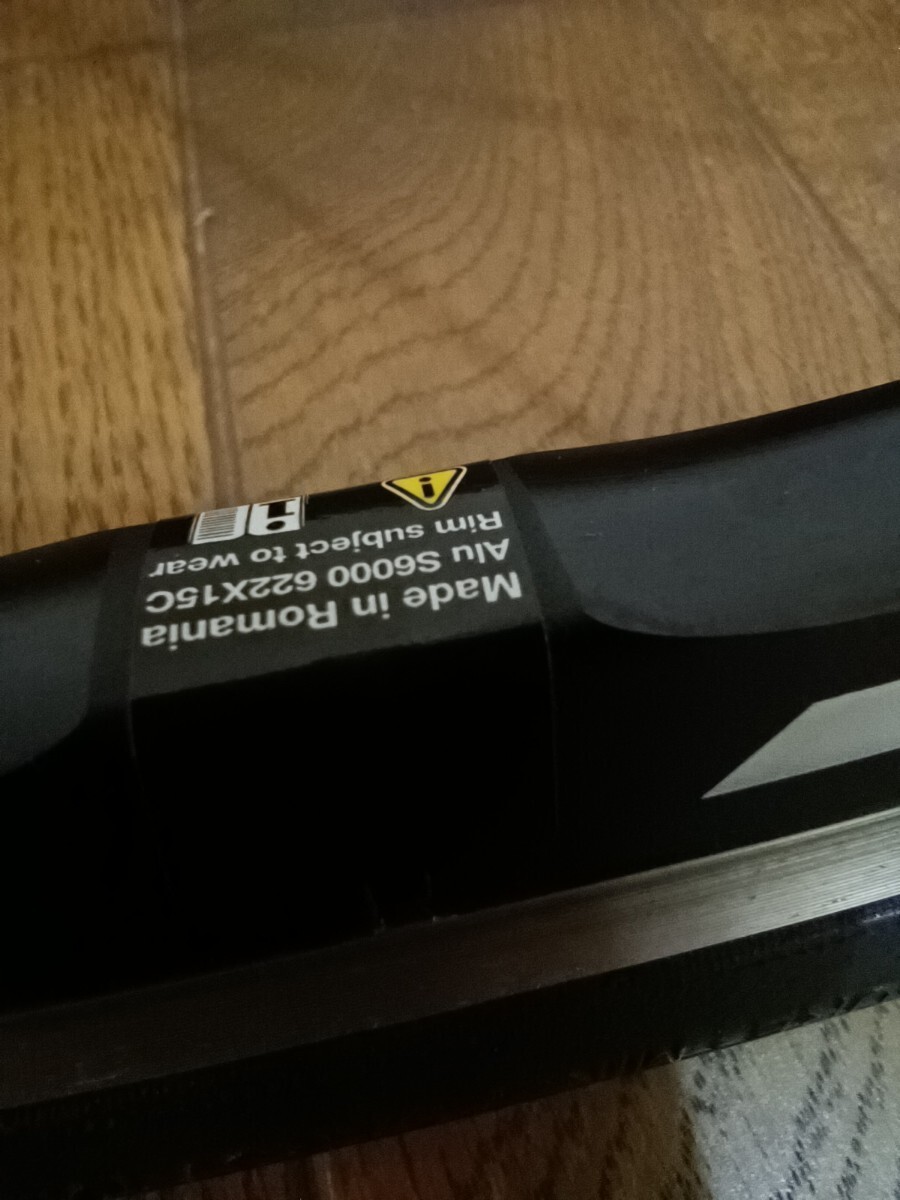 Made in Romania
Alu S6000 622X15C
Rim subject to wear